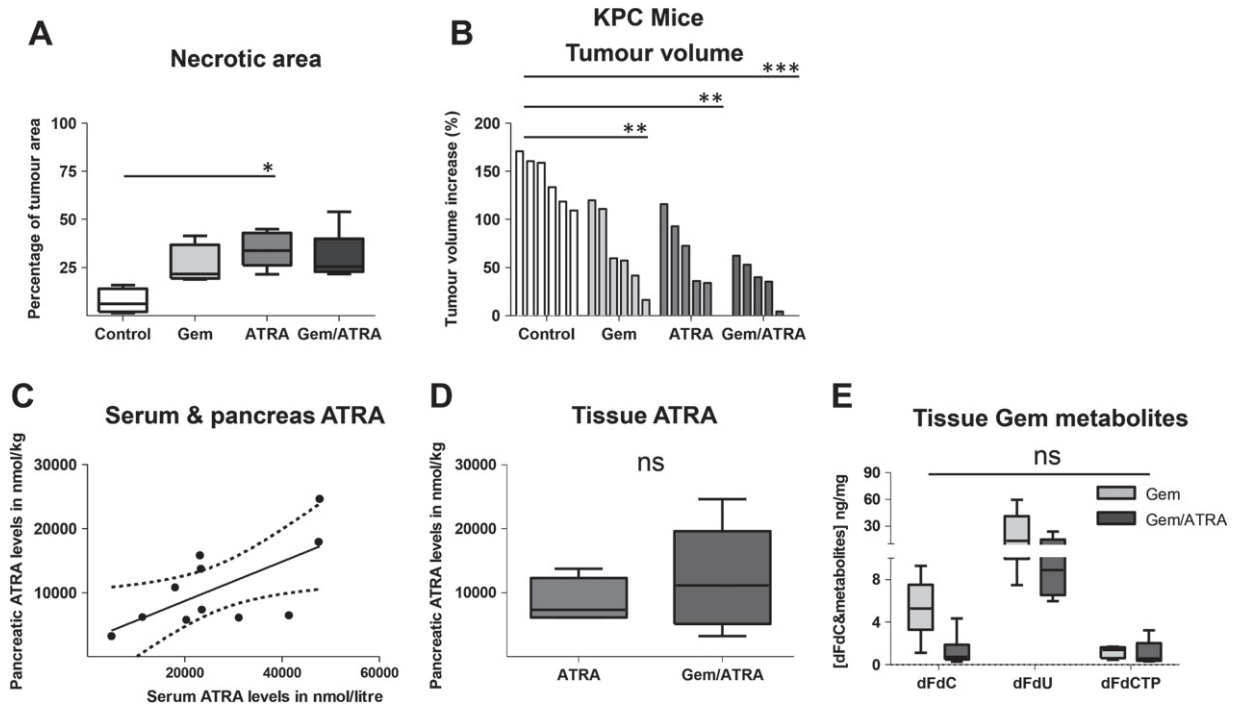 A
Necrotic area
Percentage of tumour area
100
75
50
25
*
Control
Gem
ATRA
Gem/ATRA
B
KPC Mice
Tumour volume
***
**
**
Tumour volume increase (%)
200
150
100
50
0
Control
Gem
ATRA
Gem/ATRA
C
Serum & pancreas ATRA
Pancreatic ATRA levels in nmol/kg
30000
20000
10000
20000
40000
60000
Serum ATRA levels in nmol/litre
D
Tissue ATRA
Pancreatic ATRA levels in nmol/kg
ns
30000
20000
10000
ATRA
Gem/ATRA
E
Tissue Gem metabolites
ns
[dFdC&metabolites] ng/mg
90
60
30
8
4
0
Gem
Gem/ATRA
dFdC
dFdU
dFdCTP